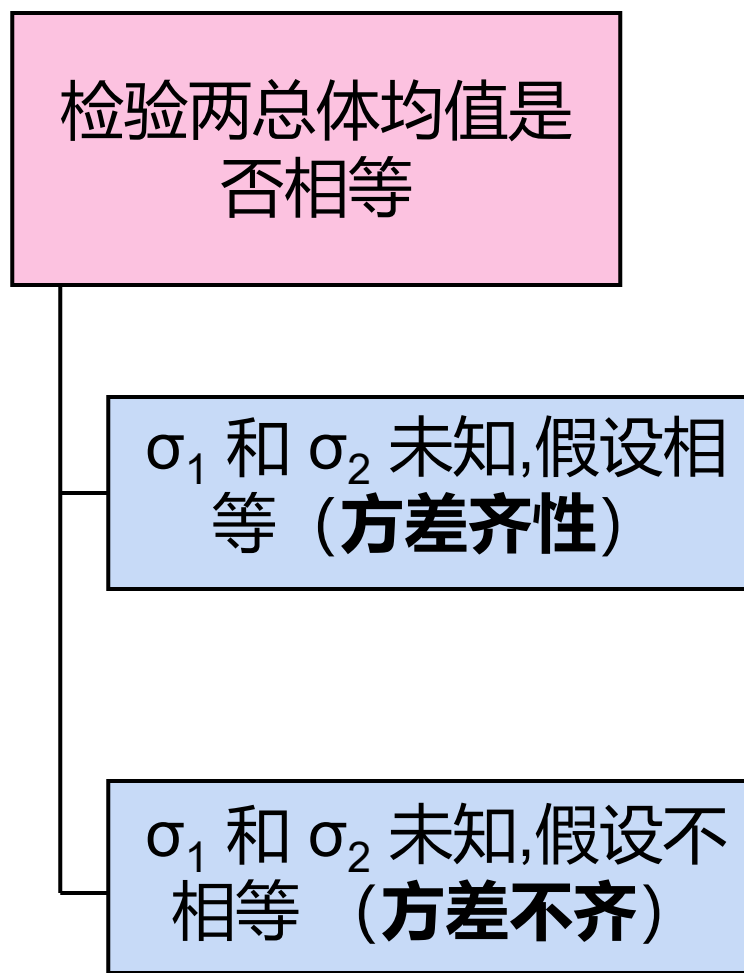 检验两总体均值是
否相等
σ₁ 和 σ₂ 未知,假设相
等（方差齐性）
σ₁ 和 σ₂ 未知,假设不
相等 （方差不齐）